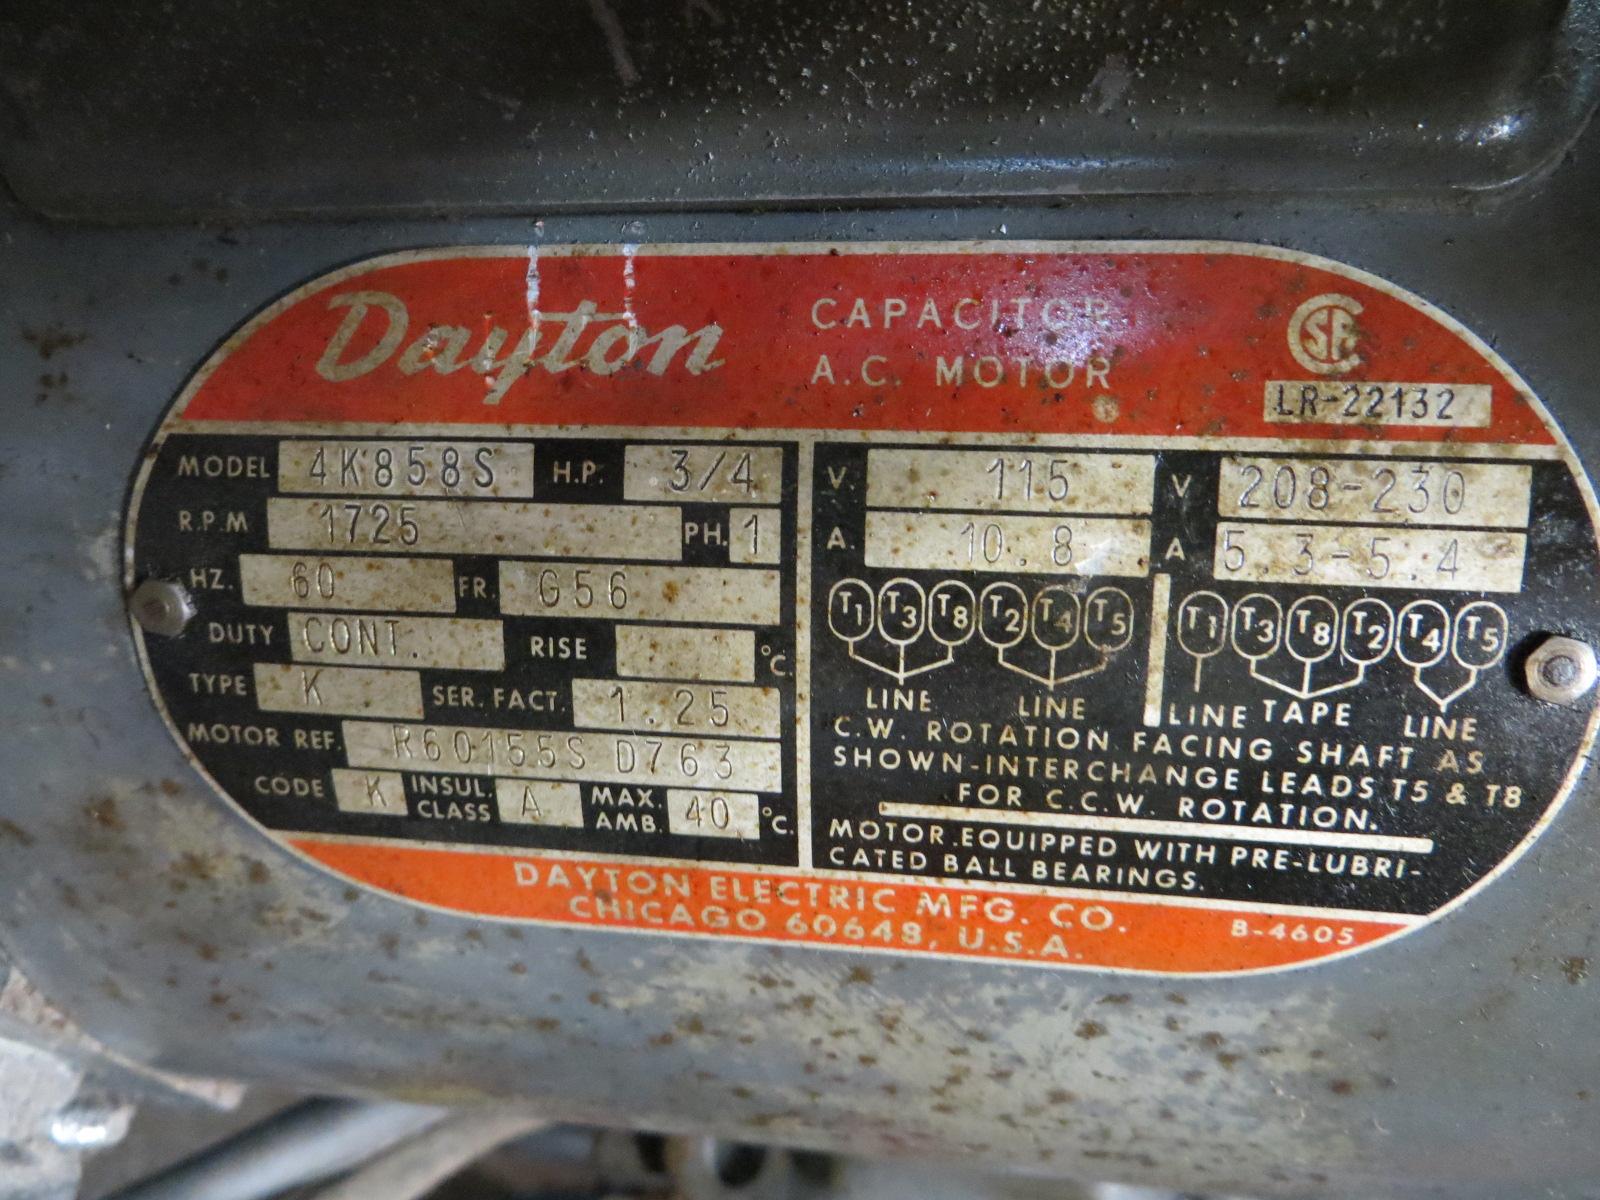 Dayton
CAPACITOR
A.C. MOTOR
CSA
LR-22132
MODEL 4K858S H.P. 3/4
R.P.M 1725 PH. 1
HZ. 60 FR. G56
DUTY CONT. RISE °C.
TYPE K SER. FACT. 1.25
MOTOR REF. R60155S D763
CODE K INSUL. CLASS A MAX. AMB. 40 °C.
V. 115 V 208-230
A. 10.8 A 5.3-5.4
T1 T3 T8 T2 T4 T5 T1 T3 T8 T2 T4 T5
LINE LINE LINE TAPE LINE
C.W. ROTATION FACING SHAFT AS
SHOWN-INTERCHANGE LEADS T5 & T8
FOR C.C.W. ROTATION.
MOTOR EQUIPPED WITH PRE-LUBRI-
CATED BALL BEARINGS.
DAYTON ELECTRIC MFG. CO.
CHICAGO 60648, U.S.A.
B-4605